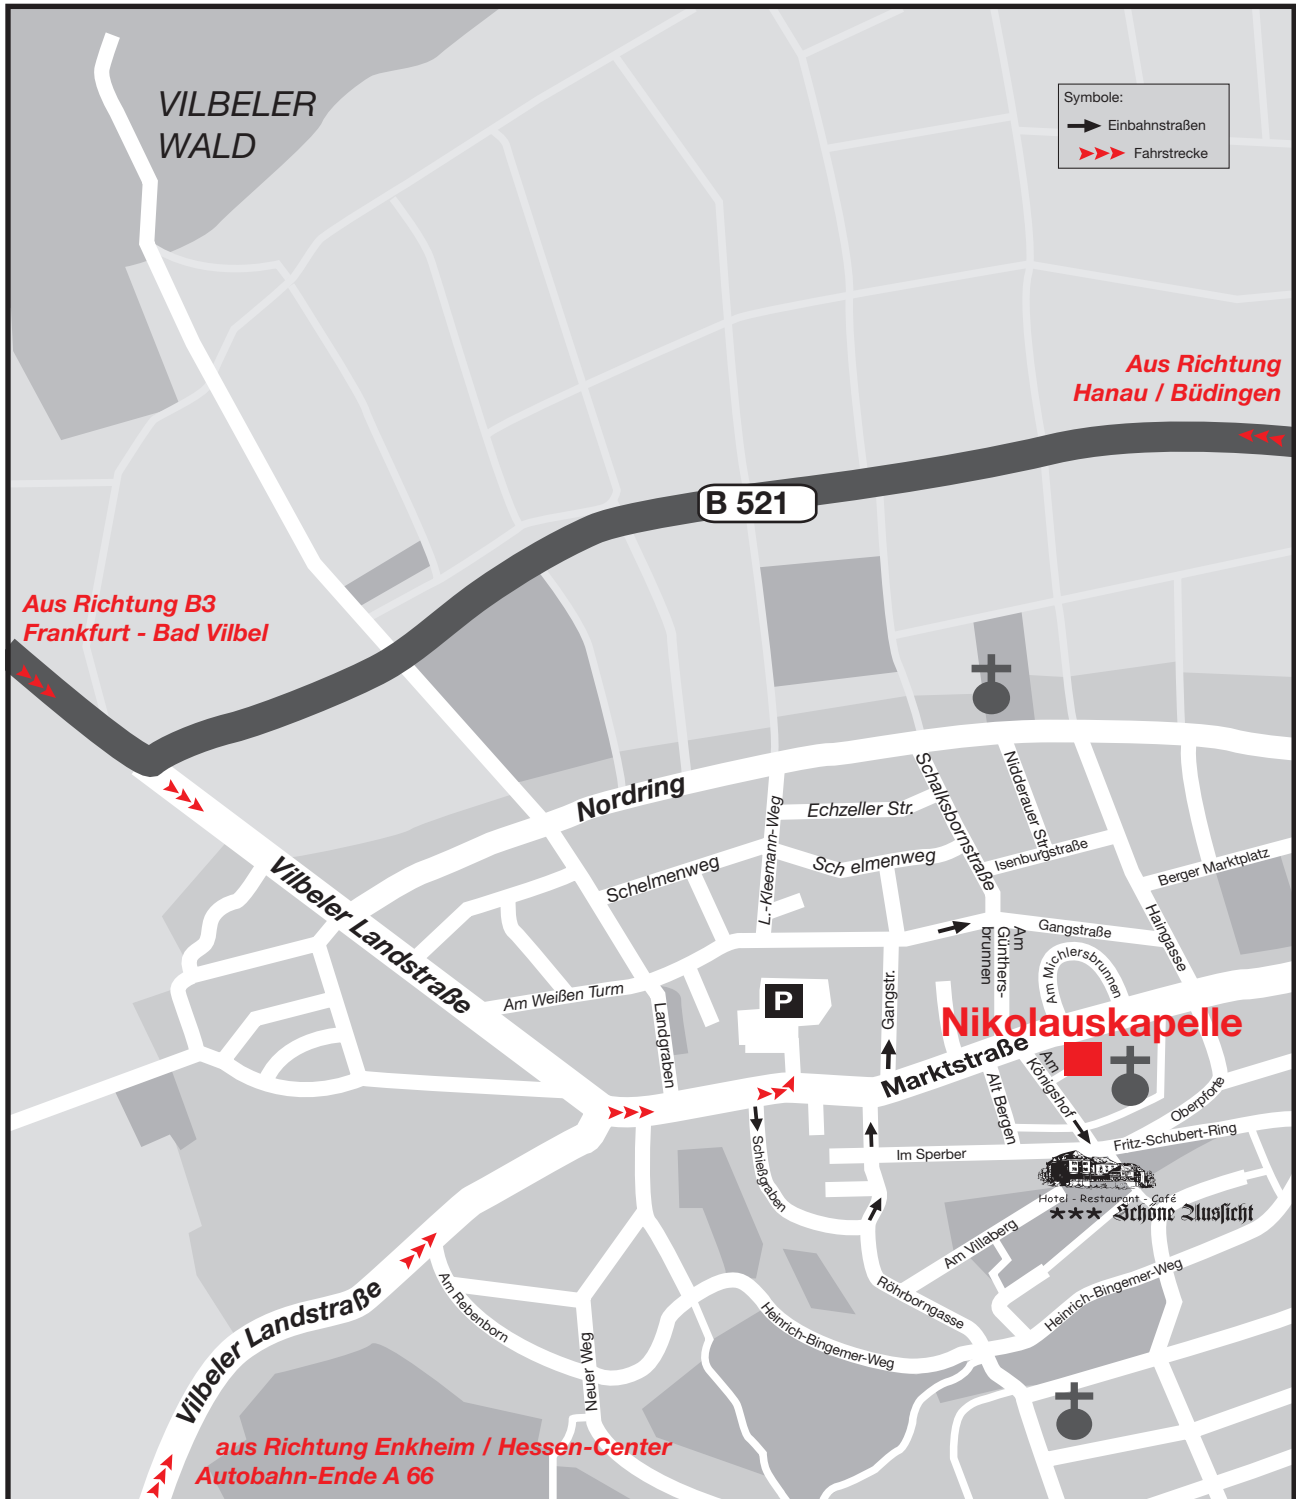 VILBELER
WALD
Symbole:
Einbahnstraßen
Fahrstrecke
Aus Richtung
Hanau / Büdingen
B 521
Aus Richtung B3
Frankfurt - Bad Vilbel
Nordring
Echzeller Str.
Schalksbornstraße
Nidderauer Str.
L.-Kleemann-Weg
Schelmenweg
Sch elmenweg
Isenburgstraße
Berger Marktplatz
Vilbeler Landstraße
Haingasse
Gangstraße
Am
Günthers-
brunnen
Am Michlersbrunnen
Am Weißen Turm
Landgraben
P
Gangstr.
Nikolauskapelle
Marktstraße
Am
Königshof
Alt Bergen
Oberpforte
Fritz-Schubert-Ring
Im Sperber
Schießgraben
Hotel - Restaurant - Café
*** Schöne Aussicht
Am Villaberg
Röhrborngasse
Heinrich-Bingemer-Weg
Heinrich-Bingemer-Weg
Am Rebenborn
Neuer Weg
Vilbeler Landstraße
aus Richtung Enkheim / Hessen-Center
Autobahn-Ende A 66